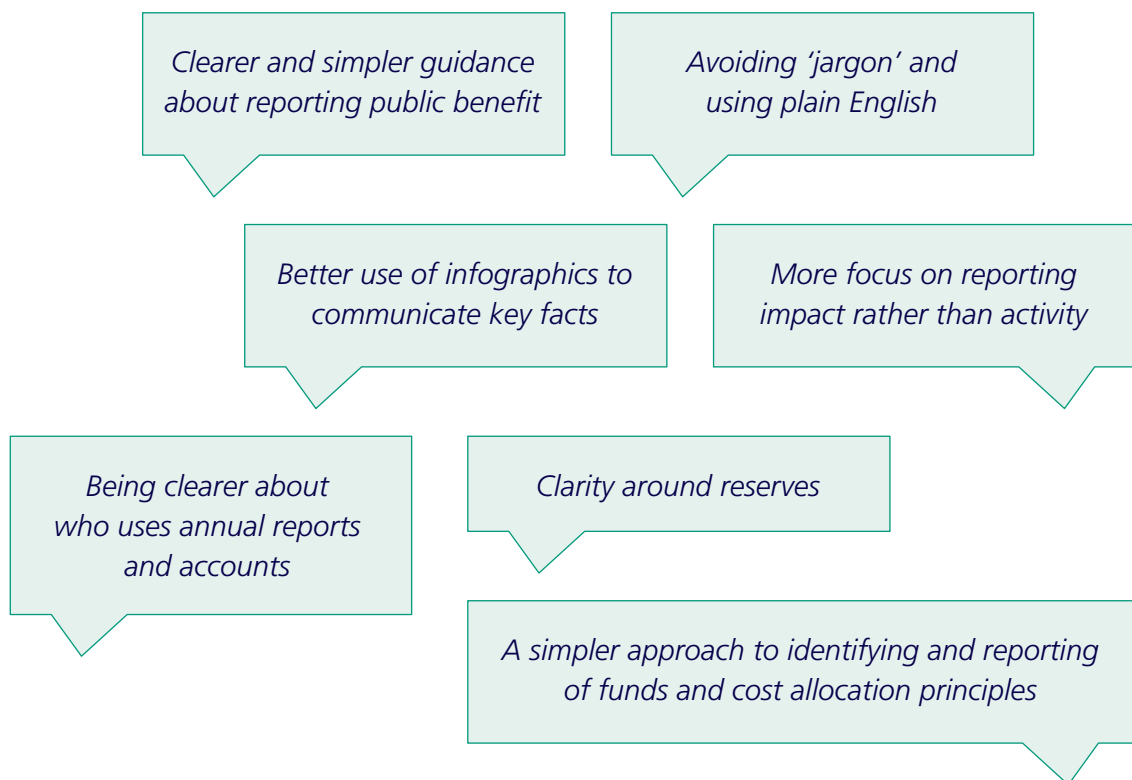 Clearer and simpler guidance
about reporting public benefit
Avoiding ‘jargon’ and
using plain English
Better use of infographics to
communicate key facts
More focus on reporting
impact rather than activity
Being clearer about
who uses annual reports
and accounts
Clarity around reserves
A simpler approach to identifying and reporting
of funds and cost allocation principles